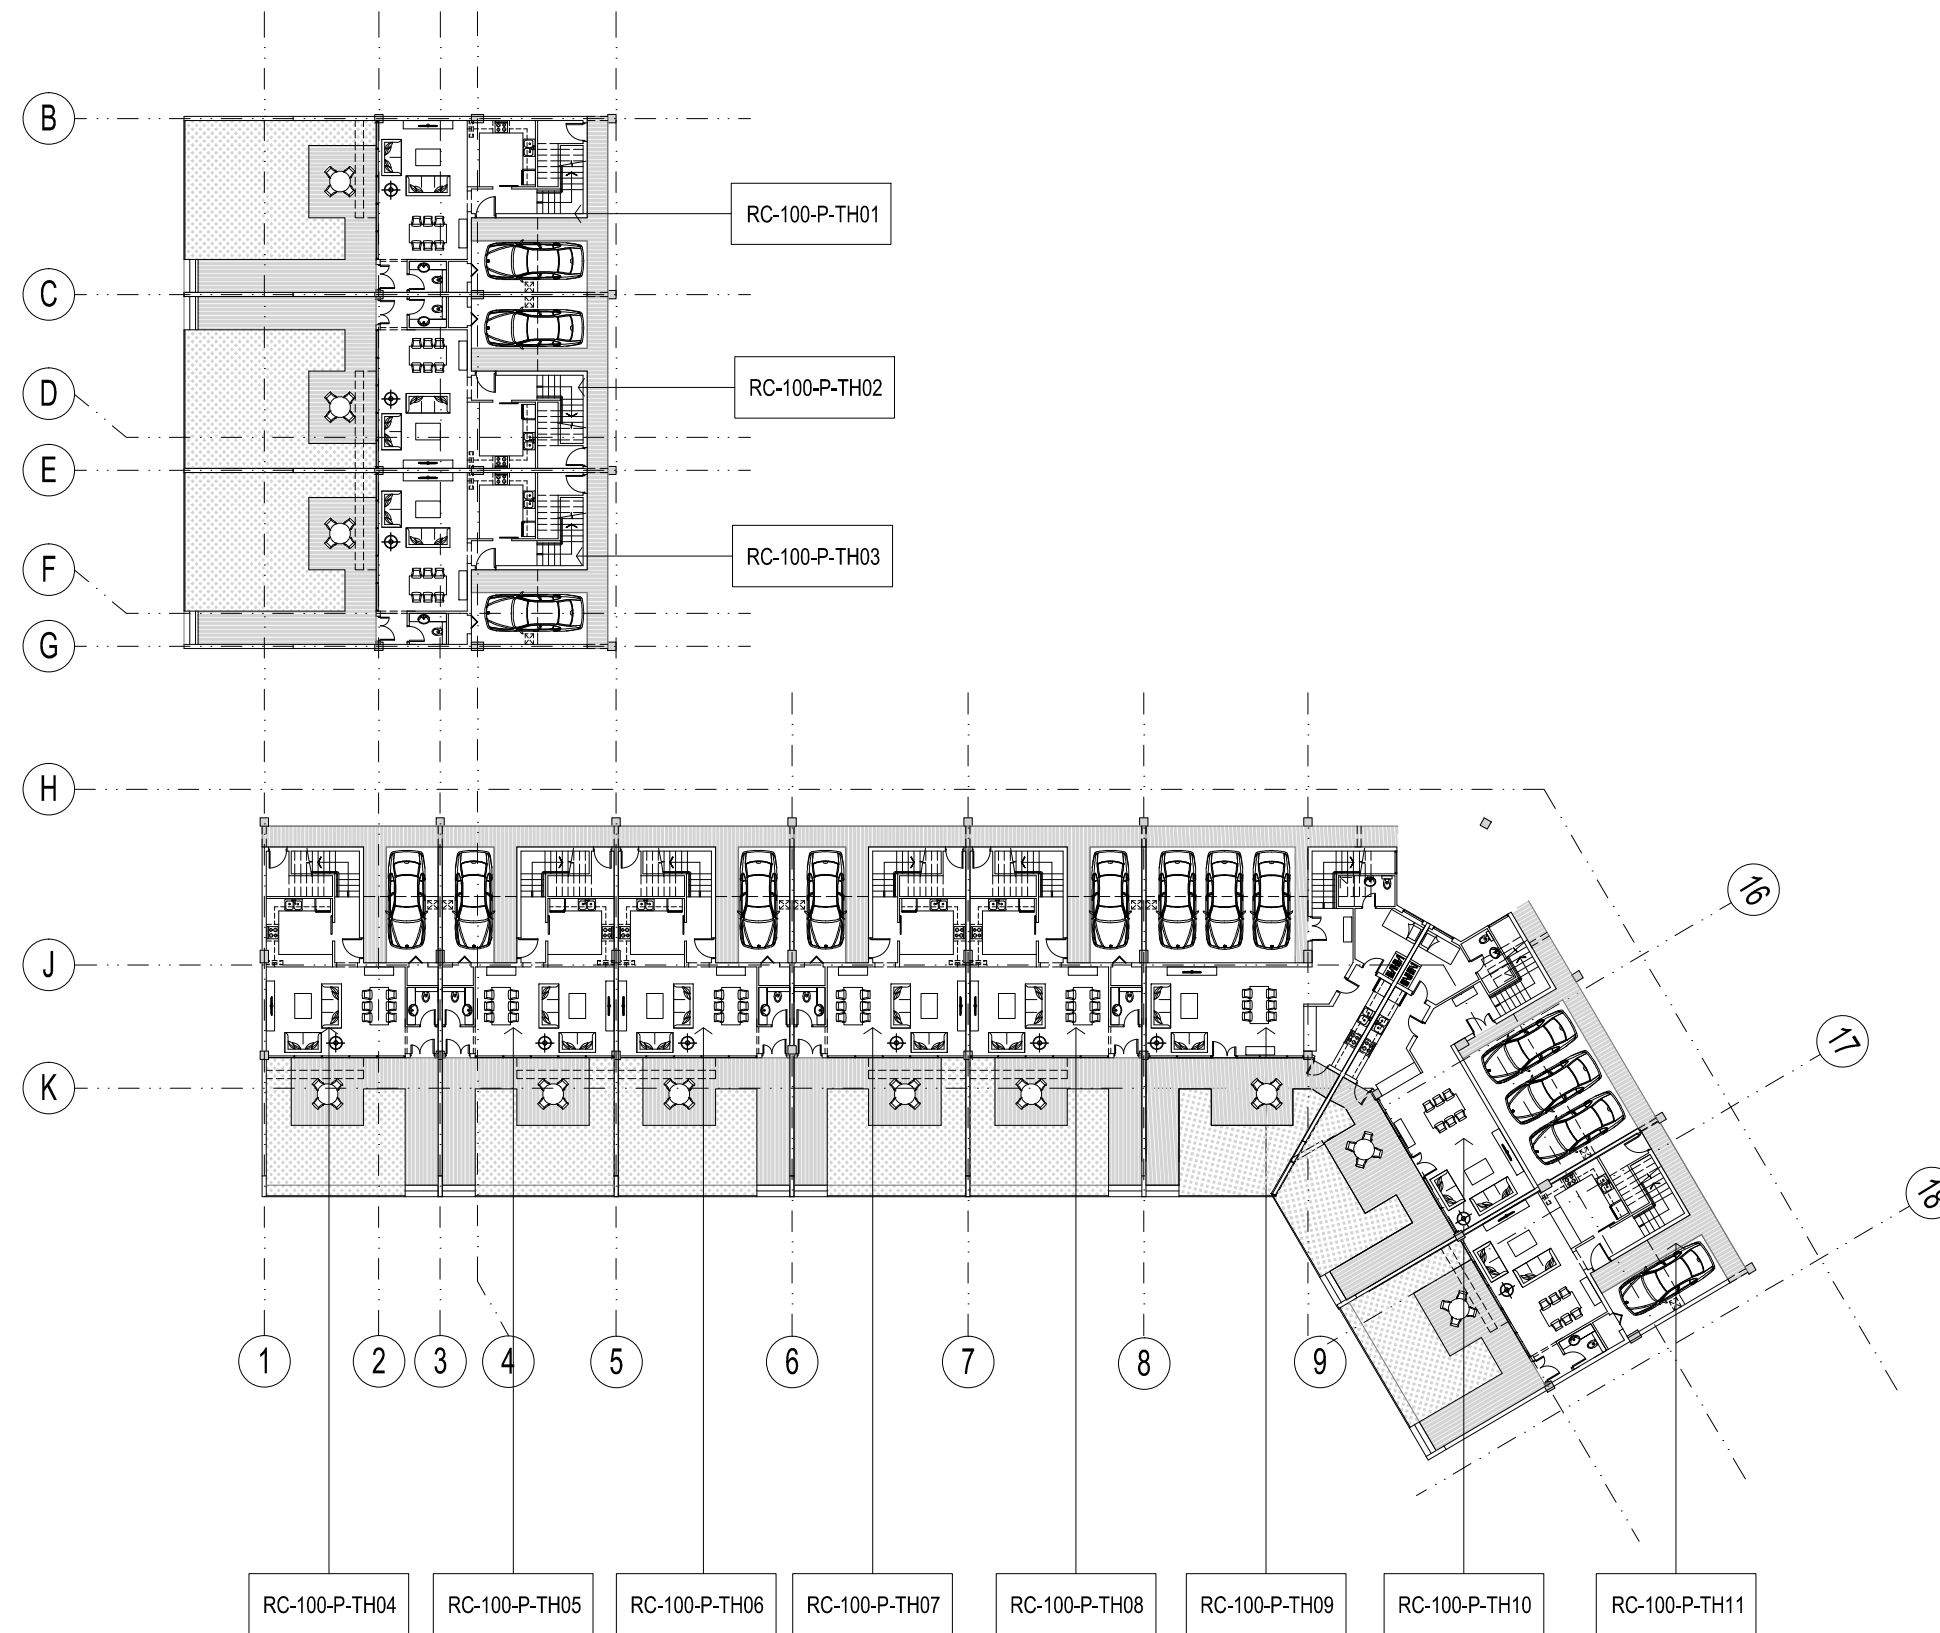 B
RC-100-P-TH01
C
RC-100-P-TH02
D
E
RC-100-P-TH03
F
G
H
16
J
17
K
18
1 2 3 4 5 6 7 8 9
RC-100-P-TH04 RC-100-P-TH05 RC-100-P-TH06 RC-100-P-TH07 RC-100-P-TH08 RC-100-P-TH09 RC-100-P-TH10 RC-100-P-TH11